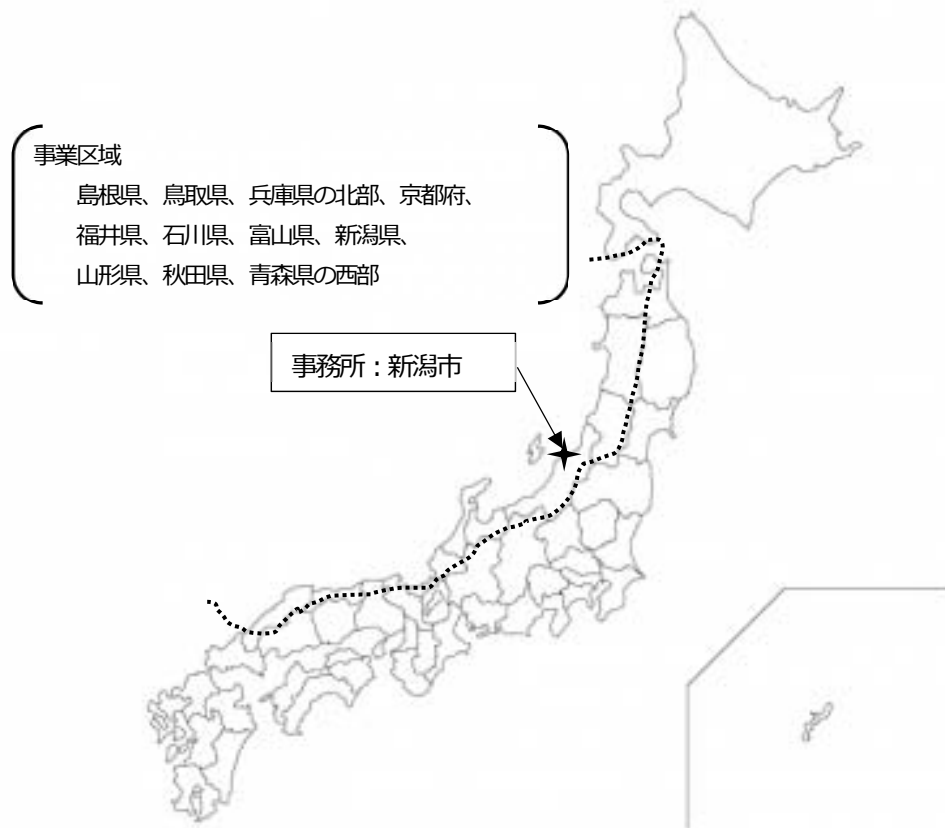 事業区域
島根県、鳥取県、兵庫県の北部、京都府、
福井県、石川県、富山県、新潟県、
山形県、秋田県、青森県の西部
事務所：新潟市